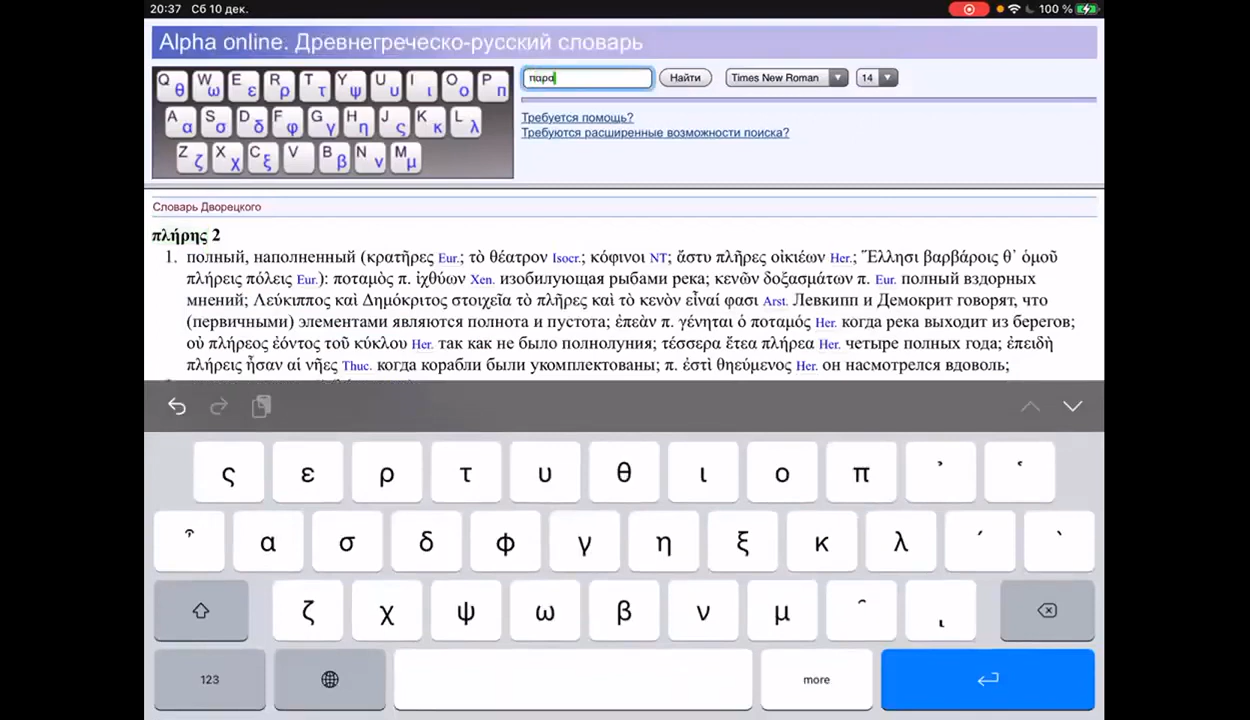 20:37 Сб 10 дек.
100 %
Alpha online. Древнегреческо-русский словарь
Q θ W ω E ε R ρ T τ Y ψ U υ I ι O ο P π
A α S σ D δ F φ G γ H η J ς K κ L λ
Z ζ X χ C ξ V B β N ν M μ
παρα
Найти
Times New Roman
14
Требуется помощь?
Требуются расширенные возможности поиска?
Словарь Дворецкого
πλήρης 2
1. полный, наполненный (κρατῆρες Eur.; τὸ θέατρον Isocr.; κόφινοι NT; ἄστυ πλῆρες οἰκιέων Her.; Ἕλλησι βαρβάροις θ᾽ ὁμοῦ
πλήρεις πόλεις Eur.): ποταμὸς π. ἰχθύων Xen. изобилующая рыбами река; κενῶν δοξασμάτων π. Eur. полный вздорных
мнений; Λεύκιππος καὶ Δημόκριτος στοιχεῖα τὸ πλῆρες καὶ τὸ κενὸν εἶναί φασι Arst. Левкипп и Демокрит говорят, что
(первичными) элементами являются полнота и пустота; ἐπεὰν π. γένηται ὁ ποταμός Her. когда река выходит из берегов;
οὐ πλήρεος ἐόντος τοῦ κύκλου Her. так как не было полнолуния; τέσσερα ἔτεα πλήρεα Her. четыре полных года; ἐπειδὴ
πλήρεις ἦσαν αἱ νῆες Thuc. когда корабли были укомплектованы; π. ἐστὶ θηεύμενος Her. он насмотрелся вдоволь;
ς ε ρ τ υ θ ι ο π ᾿ ῾
῏ α σ δ φ γ η ξ κ λ ´ `
ζ χ ψ ω β ν μ ῀ ͺ
123 more